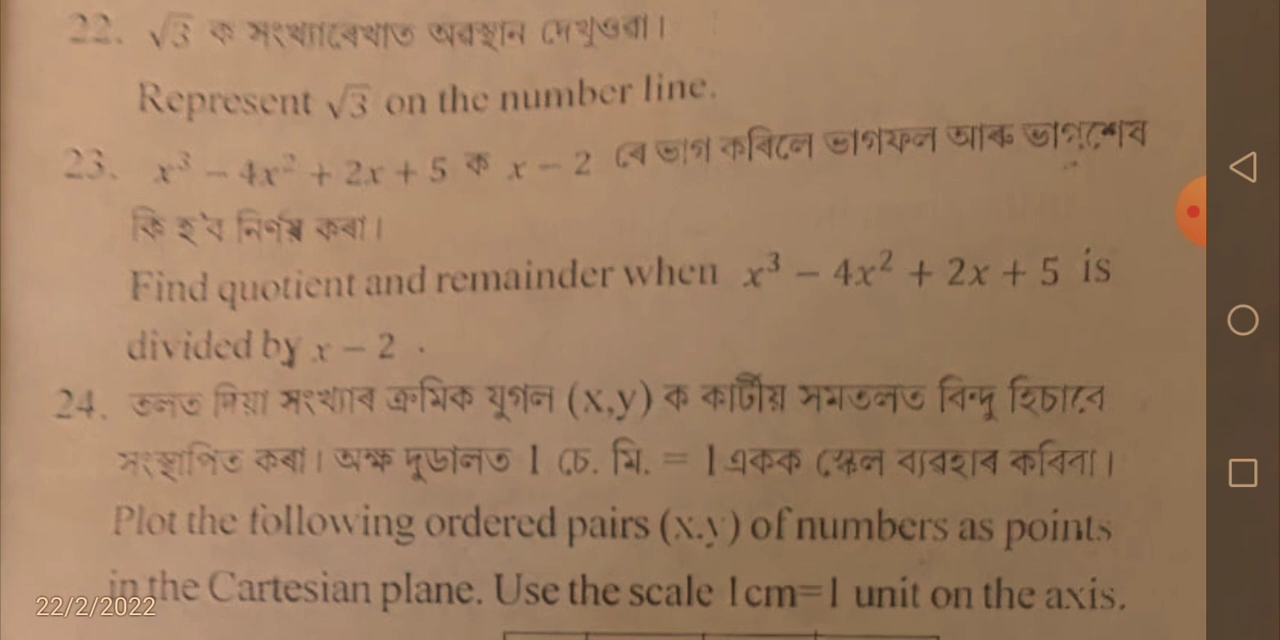 22. √3 ক সংখ্যাৰেখাত অৱস্থান দেখুওৱা।
Represent √3 on the number line.
23. x³ − 4x² + 2x + 5 ক x − 2 ৰে ভাগ কৰিলে ভাগফল আৰু ভাগশেষ
কি হ'ব নিৰ্ণয় কৰা।
Find quotient and remainder when x³ − 4x² + 2x + 5 is
divided by x − 2 .
24. তলত দিয়া সংখ্যাৰ ক্ৰমিক যুগল (x,y) ক কাৰ্টীয় সমতলত বিন্দু হিচাবে
সংস্থাপিত কৰা। অক্ষ দুডালত 1 চে. মি. = 1 একক স্কেল ব্যৱহাৰ কৰিবা।
Plot the following ordered pairs (x.y) of numbers as points
in the Cartesian plane. Use the scale 1cm=1 unit on the axis.
22/2/2022